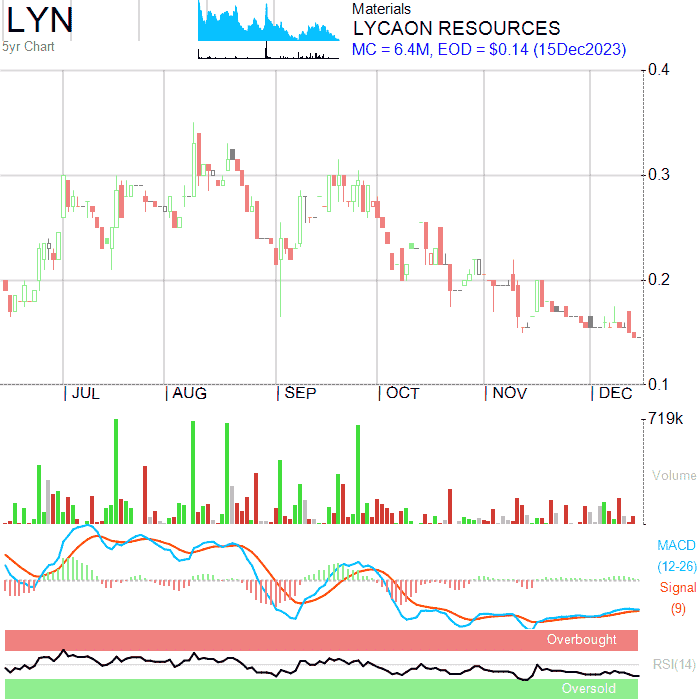 LYN
5yr Chart
Materials
LYCAON RESOURCES
MC = 6.4M, EOD = $0.14 (15Dec2023)
0.4
0.3
0.2
0.1
JUL
AUG
SEP
OCT
NOV
DEC
719k
Volume
MACD
(12-26)
Signal
(9)
Overbought
RSI(14)
Oversold